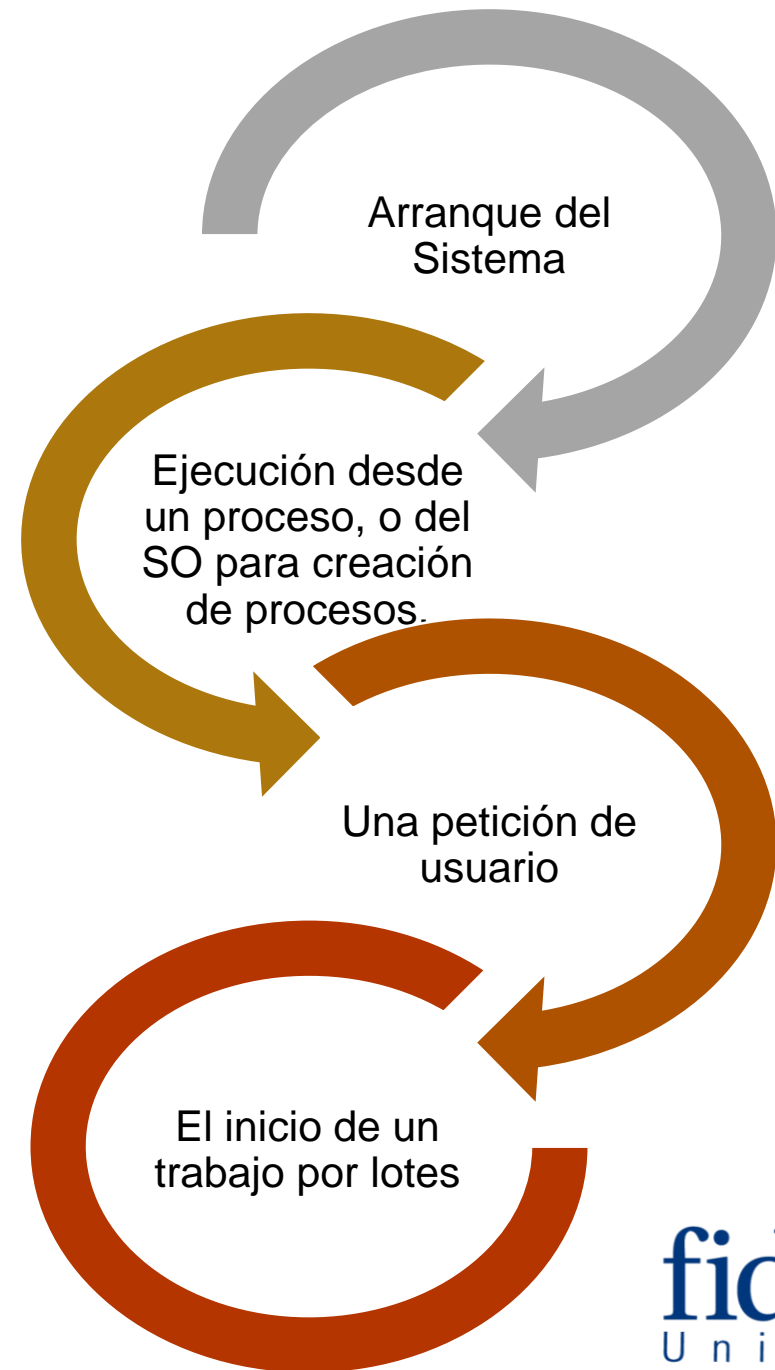 Arranque del
Sistema
Ejecución desde
un proceso, o del
SO para creación
de procesos.
Una petición de
usuario
El inicio de un
trabajo por lotes